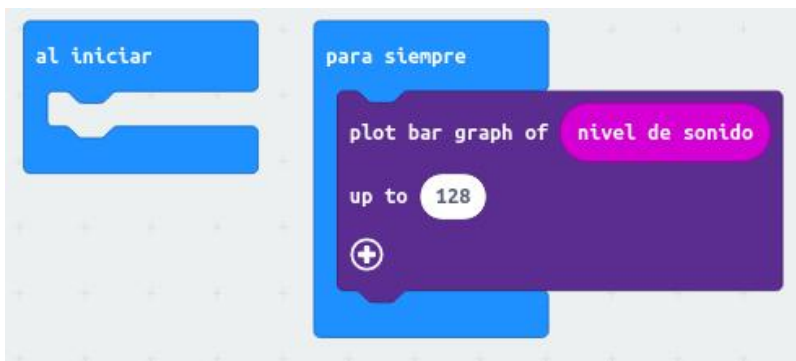 al iniciar
para siempre
plot bar graph of nivel de sonido
up to 128